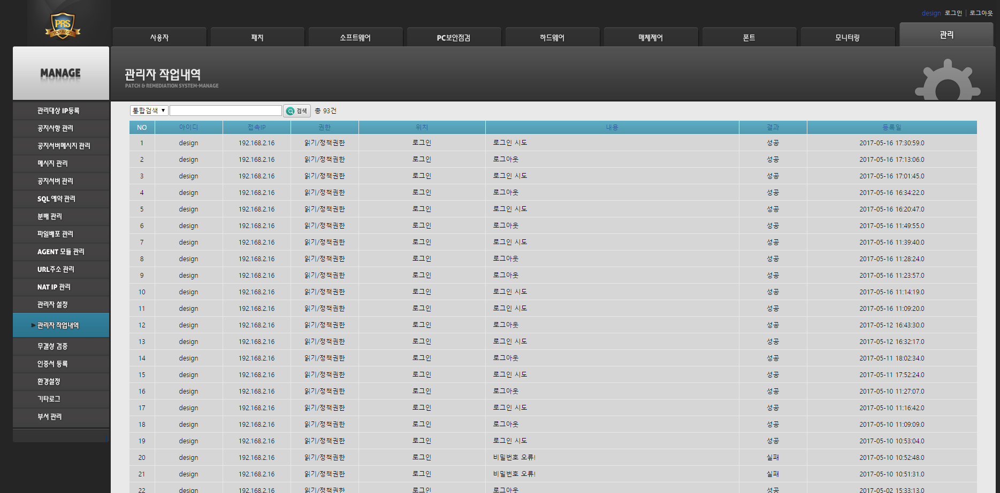 design 로그인 | 로그아웃
PRS
TOP AEGIS
사용자 패치 소프트웨어 PC보안점검 하드웨어 매체제어 폰트 모니터링 관리
MANAGE
관리자 작업내역
PATCH & REMEDIATION SYSTEM-MANAGE
관리대상 IP등록
공지사항 관리
공지서버메시지 관리
메시지 관리
공지서버 관리
SQL 예약 관리
분배 관리
파일배포 관리
AGENT 모듈 관리
URL주소 관리
NAT IP 관리
관리자 설정
관리자 작업내역
무결성 검증
인증서 등록
환경설정
기타로그
부서 관리
통합검색 검색 총 93건
NO 아이디 접속IP 권한 위치 내용 결과 등록일
1 design 192.168.2.16 읽기/정책권한 로그인 로그인 시도 성공 2017-05-16 17:30:59.0
2 design 192.168.2.16 읽기/정책권한 로그인 로그아웃 성공 2017-05-16 17:13:06.0
3 design 192.168.2.16 읽기/정책권한 로그인 로그인 시도 성공 2017-05-16 17:01:45.0
4 design 192.168.2.16 읽기/정책권한 로그인 로그아웃 성공 2017-05-16 16:34:22.0
5 design 192.168.2.16 읽기/정책권한 로그인 로그인 시도 성공 2017-05-16 16:20:47.0
6 design 192.168.2.16 읽기/정책권한 로그인 로그아웃 성공 2017-05-16 11:49:55.0
7 design 192.168.2.16 읽기/정책권한 로그인 로그인 시도 성공 2017-05-16 11:39:40.0
8 design 192.168.2.16 읽기/정책권한 로그인 로그아웃 성공 2017-05-16 11:28:24.0
9 design 192.168.2.16 읽기/정책권한 로그인 로그아웃 성공 2017-05-16 11:23:57.0
10 design 192.168.2.16 읽기/정책권한 로그인 로그인 시도 성공 2017-05-16 11:14:19.0
11 design 192.168.2.16 읽기/정책권한 로그인 로그인 시도 성공 2017-05-16 11:09:20.0
12 design 192.168.2.16 읽기/정책권한 로그인 로그아웃 성공 2017-05-12 16:43:30.0
13 design 192.168.2.16 읽기/정책권한 로그인 로그인 시도 성공 2017-05-12 16:32:17.0
14 design 192.168.2.16 읽기/정책권한 로그인 로그아웃 성공 2017-05-11 18:02:34.0
15 design 192.168.2.16 읽기/정책권한 로그인 로그인 시도 성공 2017-05-11 17:52:24.0
16 design 192.168.2.16 읽기/정책권한 로그인 로그아웃 성공 2017-05-10 11:27:07.0
17 design 192.168.2.16 읽기/정책권한 로그인 로그인 시도 성공 2017-05-10 11:16:42.0
18 design 192.168.2.16 읽기/정책권한 로그인 로그아웃 성공 2017-05-10 11:09:09.0
19 design 192.168.2.16 읽기/정책권한 로그인 로그인 시도 성공 2017-05-10 10:53:04.0
20 design 192.168.2.16 읽기/정책권한 로그인 비밀번호 오류! 실패 2017-05-10 10:52:48.0
21 design 192.168.2.16 읽기/정책권한 로그인 비밀번호 오류! 실패 2017-05-10 10:51:31.0
22 design 192.168.2.16 읽기/정책권한 로그인 로그아웃 성공 2017-05-02 15:33:13.0